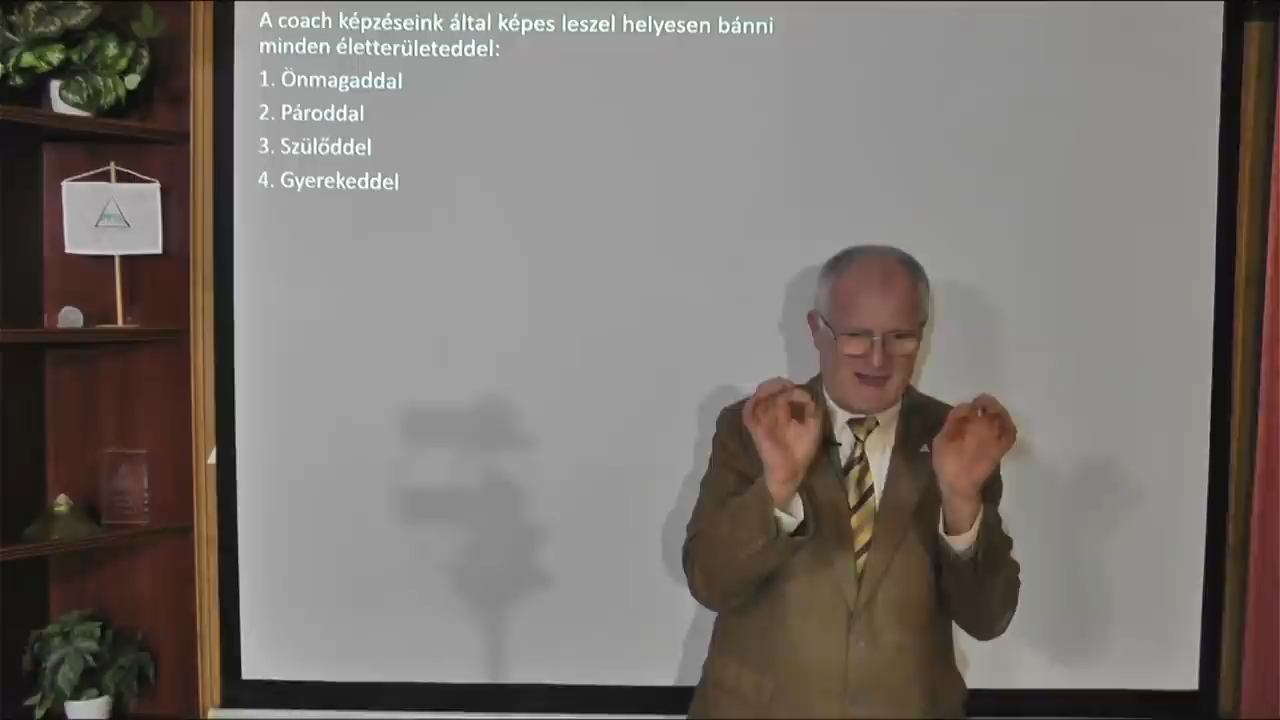 A coach képzéseink által képes leszel helyesen bánni
minden életterületeddel:
1. Önmagaddal
2. Pároddal
3. Szülőddel
4. Gyerekeddel